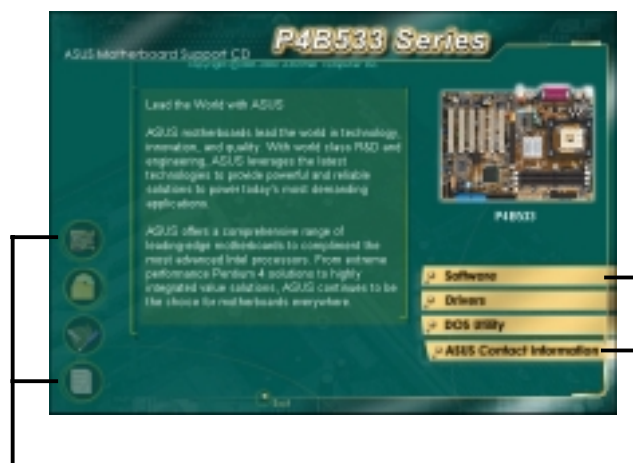 P4B533 Series
ASUS Motherboard Support CD
Lead the World with ASUS
ASUS motherboards lead the world in technology,
innovation, and quality. With world class R&D and
engineering, ASUS leverages the latest
technologies to provide powerful and reliable
solutions to power today's most demanding
applications.
ASUS offers a comprehensive range of
leading-edge motherboards to compliment the
most advanced Intel processors. From extreme
performance Pentium 4 solutions to highly
integrated value solutions, ASUS continues to be
the choice for motherboards everywhere.
P4B533
Software
Drivers
DOS Utility
ASUS Contact Information
Exit